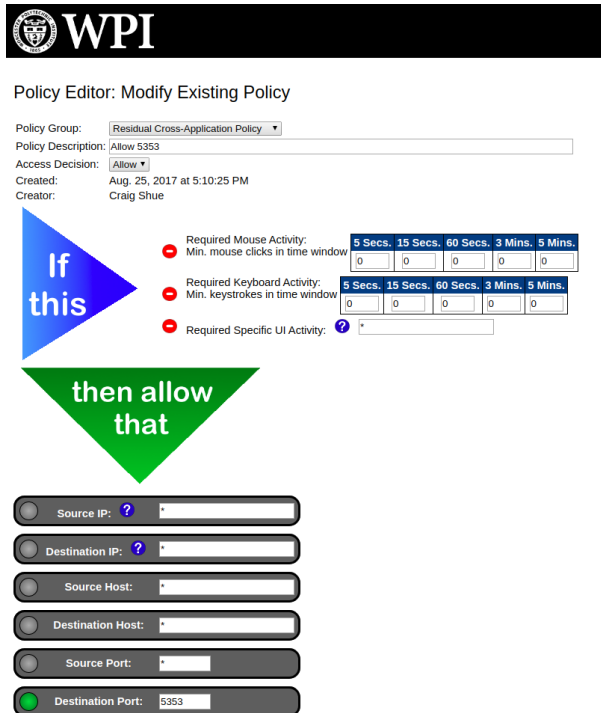 WPI
Policy Editor: Modify Existing Policy
Policy Group: Residual Cross-Application Policy
Policy Description: Allow 5353
Access Decision: Allow
Created: Aug. 25, 2017 at 5:10:25 PM
Creator: Craig Shue
If
this
Required Mouse Activity:
Min. mouse clicks in time window
5 Secs. 15 Secs. 60 Secs. 3 Mins. 5 Mins.
0 0 0 0 0
Required Keyboard Activity:
Min. keystrokes in time window
5 Secs. 15 Secs. 60 Secs. 3 Mins. 5 Mins.
0 0 0 0 0
Required Specific UI Activity: ? *
then allow
that
Source IP: ? *
Destination IP: ? *
Source Host: *
Destination Host: *
Source Port: *
Destination Port: 5353